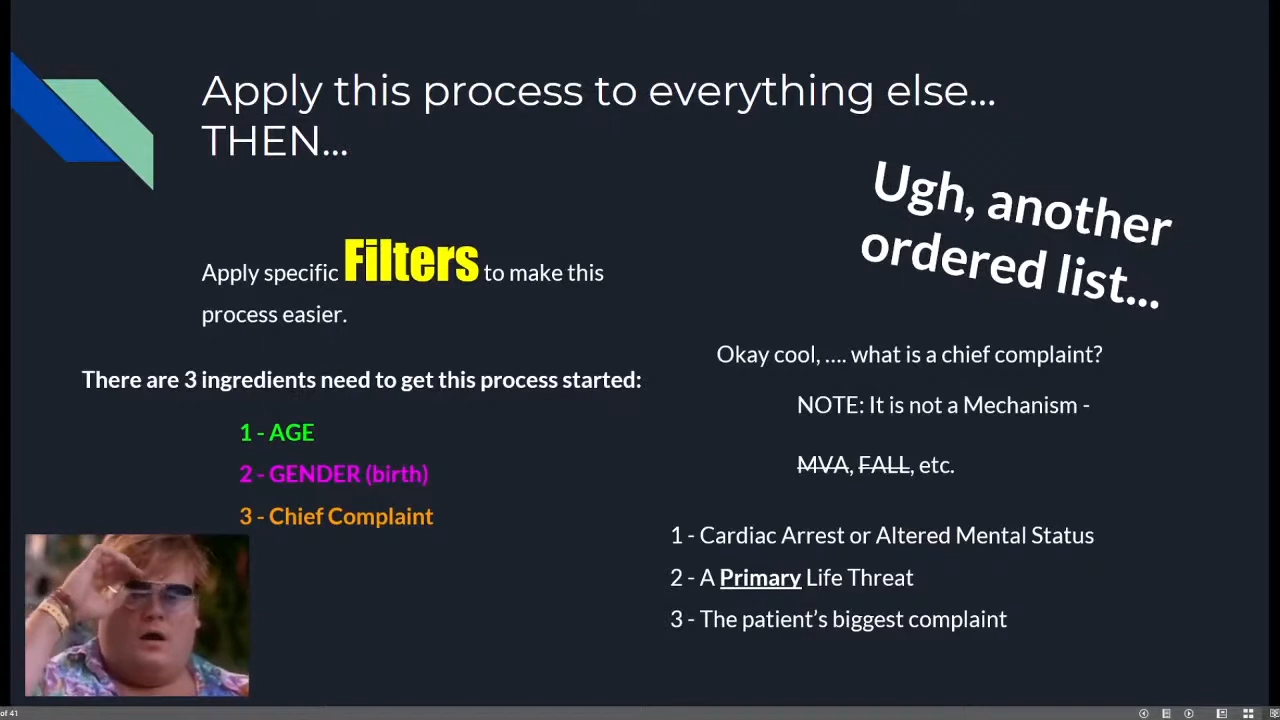 Apply this process to everything else...
THEN...
Ugh, another
ordered list...
Apply specific Filters to make this
process easier.
There are 3 ingredients need to get this process started:
1 - AGE
2 - GENDER (birth)
3 - Chief Complaint
Okay cool, .... what is a chief complaint?
NOTE: It is not a Mechanism -
MVA, FALL, etc.
1 - Cardiac Arrest or Altered Mental Status
2 - A Primary Life Threat
3 - The patient’s biggest complaint
of 41